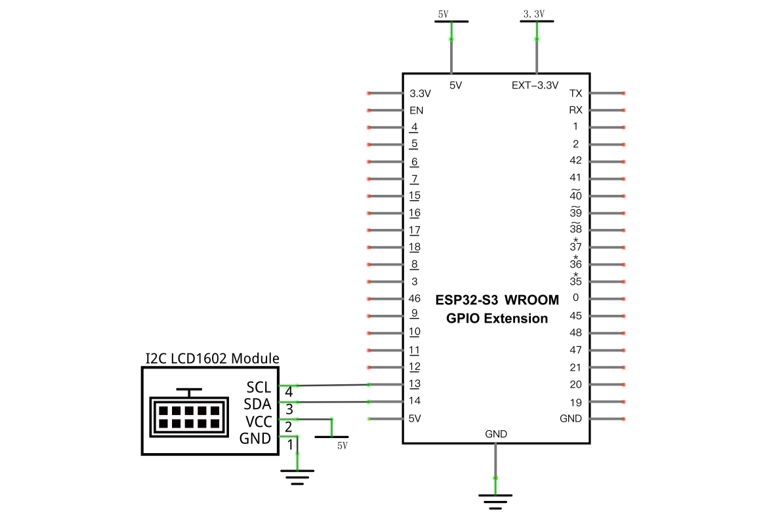 5V
3.3V
5V
EXT-3.3V
3.3V
EN
4
5
6
7
15
16
17
18
8
3
46
9
10
11
12
13
14
5V
TX
RX
1
2
42
41
~40
~39
~38
*37
*36
*35
0
45
48
47
21
20
19
GND
ESP32-S3 WROOM
GPIO Extension
GND
I2C LCD1602 Module
SCL 4
SDA 3
VCC 2
GND 1
5V